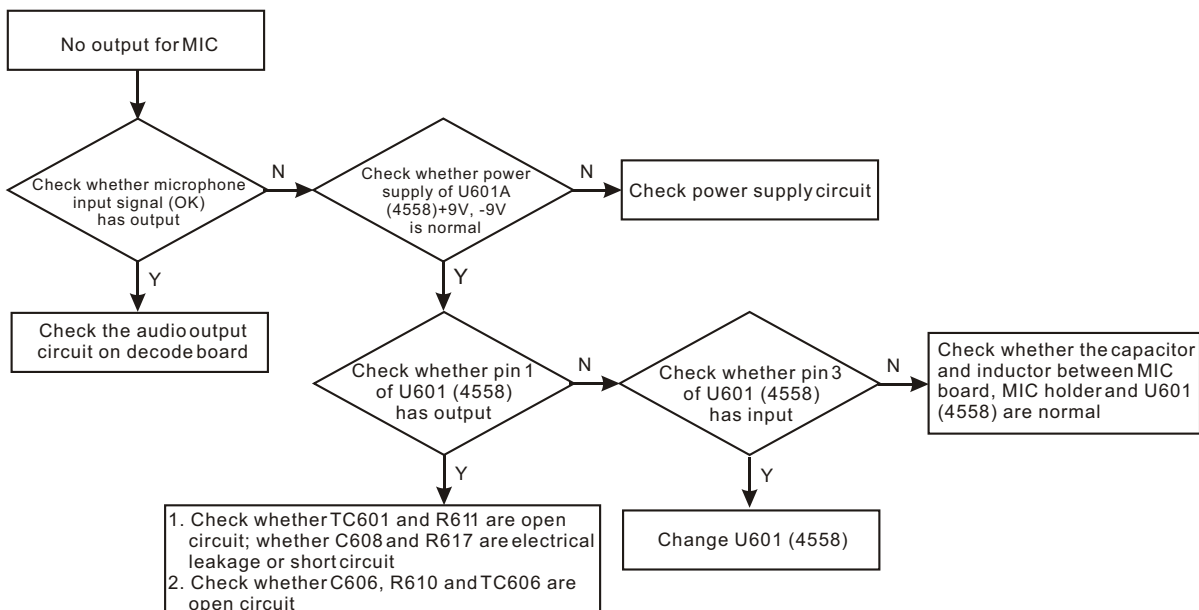 No output for MIC
Check whether microphone
input signal (OK)
has output
N
Check whether power
supply of U601A
(4558)+9V, -9V
is normal
N
Check power supply circuit
Y
Y
Check the audio output
circuit on decode board
Check whether pin 1
of U601 (4558)
has output
N
Check whether pin 3
of U601 (4558)
has input
N
Check whether the capacitor
and inductor between MIC
board, MIC holder and U601
(4558) are normal
Y
Y
1. Check whether TC601 and R611 are open
circuit; whether C608 and R617 are electrical
leakage or short circuit
2. Check whether C606, R610 and TC606 are
open circuit
Change U601 (4558)